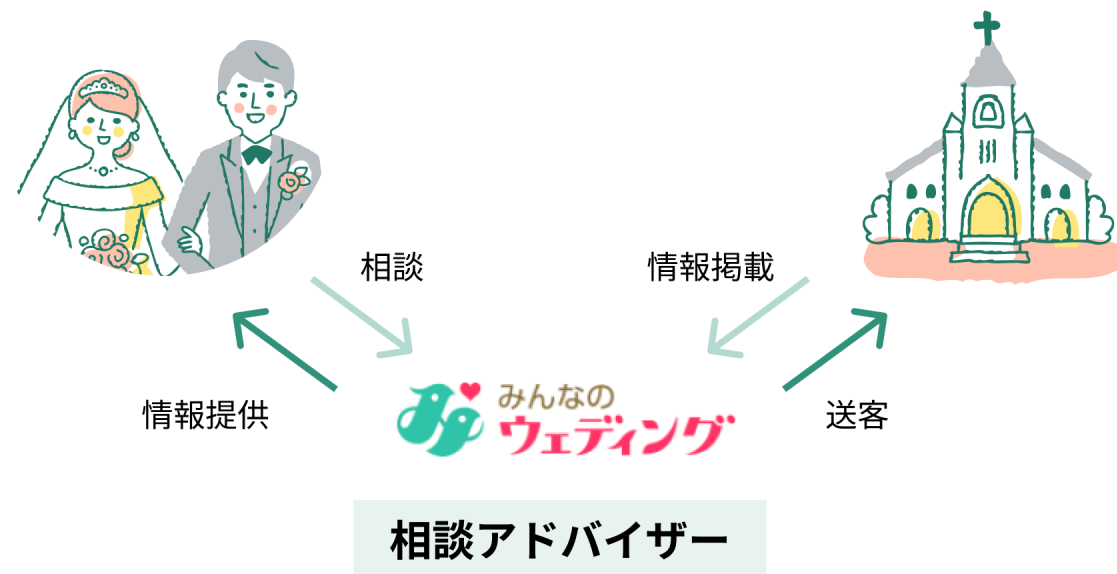 相談
情報掲載
情報提供
みんなの
ウェディング
送客
相談アドバイザー